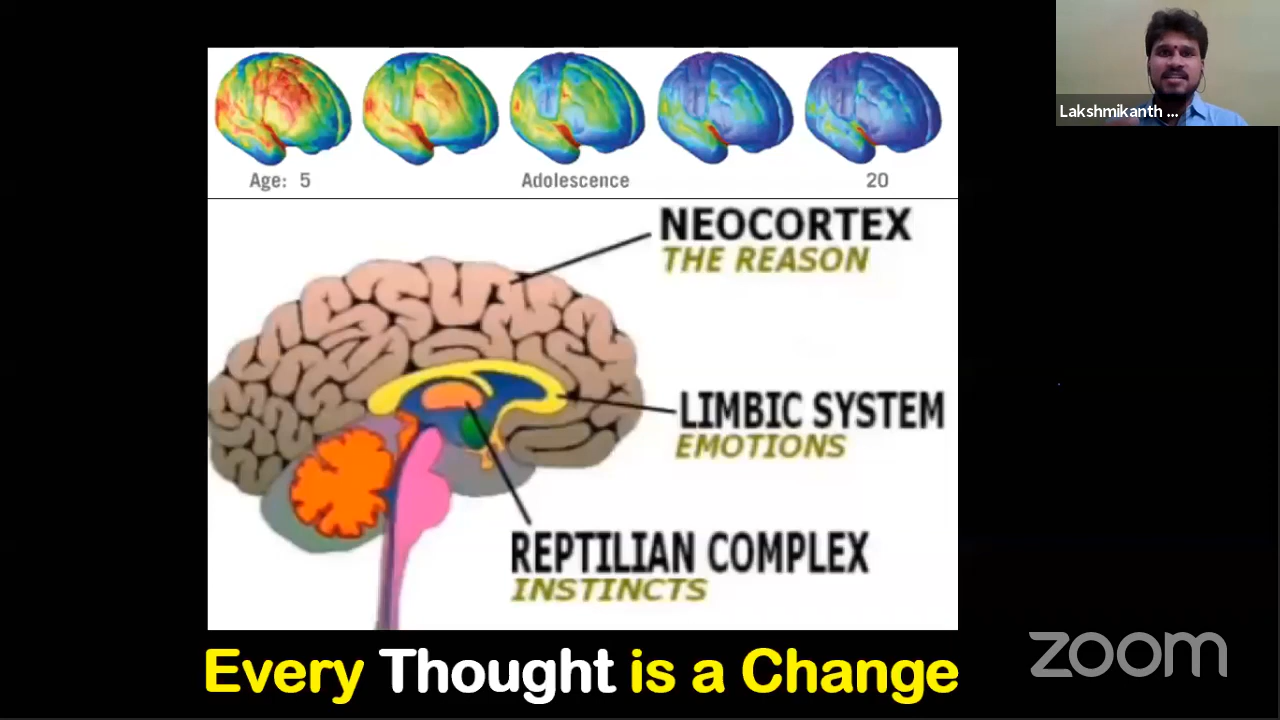 Lakshmikanth ...
Age: 5
Adolescence
20
NEOCORTEX
THE REASON
LIMBIC SYSTEM
EMOTIONS
REPTILIAN COMPLEX
INSTINCTS
zoom
Every Thought is a Change